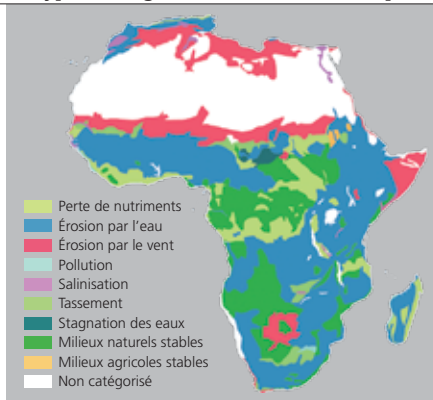 Perte de nutriments
Érosion par l'eau
Érosion par le vent
Pollution
Salinisation
Tassement
Stagnation des eaux
Milieux naturels stables
Milieux agricoles stables
Non catégorisé